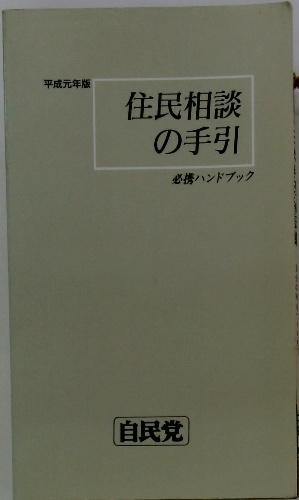 平成元年版
住民相談
の手引
必携ハンドブック
自民党